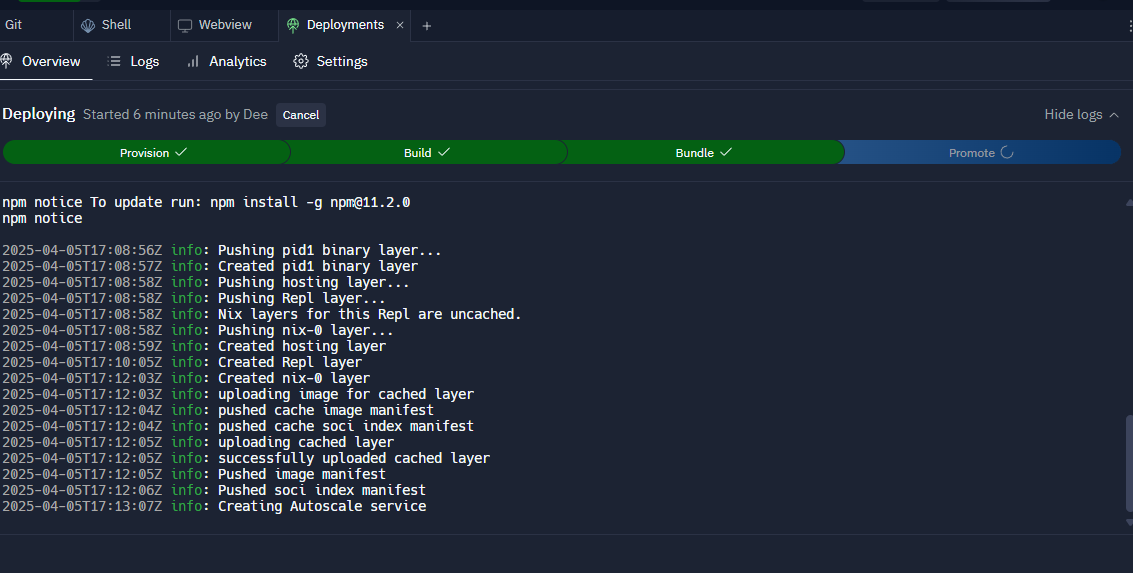 Git Shell Webview Deployments × +
Overview Logs Analytics Settings
Deploying Started 6 minutes ago by Dee Cancel Hide logs
Provision Build Bundle Promote
npm notice To update run: npm install -g npm@11.2.0
npm notice
2025-04-05T17:08:56Z info: Pushing pid1 binary layer...
2025-04-05T17:08:57Z info: Created pid1 binary layer
2025-04-05T17:08:58Z info: Pushing hosting layer...
2025-04-05T17:08:58Z info: Pushing Repl layer...
2025-04-05T17:08:58Z info: Nix layers for this Repl are uncached.
2025-04-05T17:08:58Z info: Pushing nix-0 layer...
2025-04-05T17:08:59Z info: Created hosting layer
2025-04-05T17:10:05Z info: Created Repl layer
2025-04-05T17:12:03Z info: Created nix-0 layer
2025-04-05T17:12:03Z info: uploading image for cached layer
2025-04-05T17:12:04Z info: pushed cache image manifest
2025-04-05T17:12:04Z info: pushed cache soci index manifest
2025-04-05T17:12:05Z info: uploading cached layer
2025-04-05T17:12:05Z info: successfully uploaded cached layer
2025-04-05T17:12:05Z info: Pushed image manifest
2025-04-05T17:12:06Z info: Pushed soci index manifest
2025-04-05T17:13:07Z info: Creating Autoscale service